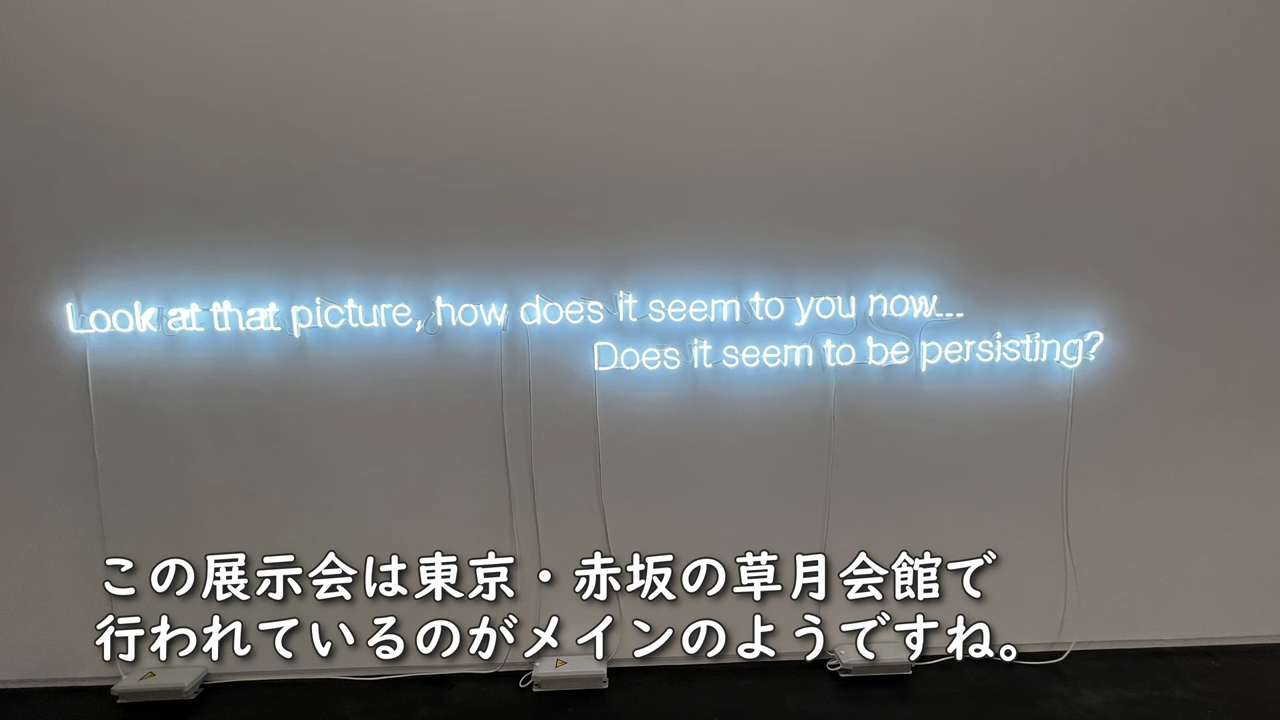 Look at that picture, how does it seem to you now...
Does it seem to be persisting?
この展示会は東京・赤坂の草月会館で
行われているのがメインのようですね。